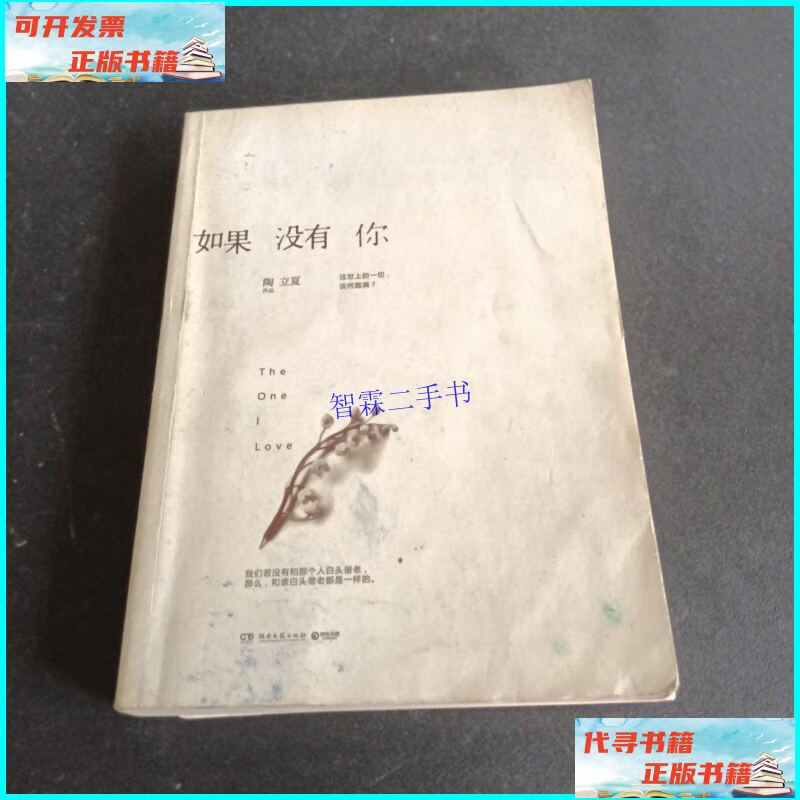 可开发票
正版书籍
如果 没有 你
陶立夏
作品
这世上的一切，
谈何圆满？
The
One
I
Love
智霖二手书
我们若没有和那个人白头偕老，
那么，和谁白头偕老都是一样的。
湖南文艺出版社
代寻书籍
正版书籍